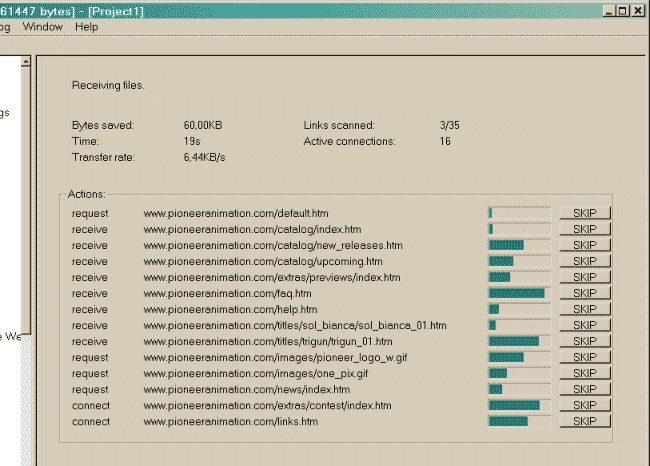 61447 bytes] - [Project1]
og Window Help
Receiving files.
gs
Bytes saved: 60,00KB Links scanned: 3/35
Time: 19s Active connections: 16
Transfer rate: 6,44KB/s
Actions:
request www.pioneeranimation.com/default.htm SKIP
receive www.pioneeranimation.com/catalog/index.htm SKIP
receive www.pioneeranimation.com/catalog/new_releases.htm SKIP
receive www.pioneeranimation.com/catalog/upcoming.htm SKIP
receive www.pioneeranimation.com/extras/previews/index.htm SKIP
receive www.pioneeranimation.com/faq.htm SKIP
receive www.pioneeranimation.com/help.htm SKIP
receive www.pioneeranimation.com/titles/sol_bianca/sol_bianca_01.htm SKIP
e We
receive www.pioneeranimation.com/titles/trigun/trigun_01.htm SKIP
request www.pioneeranimation.com/images/pioneer_logo_w.gif SKIP
request www.pioneeranimation.com/images/one_pix.gif SKIP
request www.pioneeranimation.com/news/index.htm SKIP
connect www.pioneeranimation.com/extras/contest/index.htm SKIP
connect www.pioneeranimation.com/links.htm SKIP